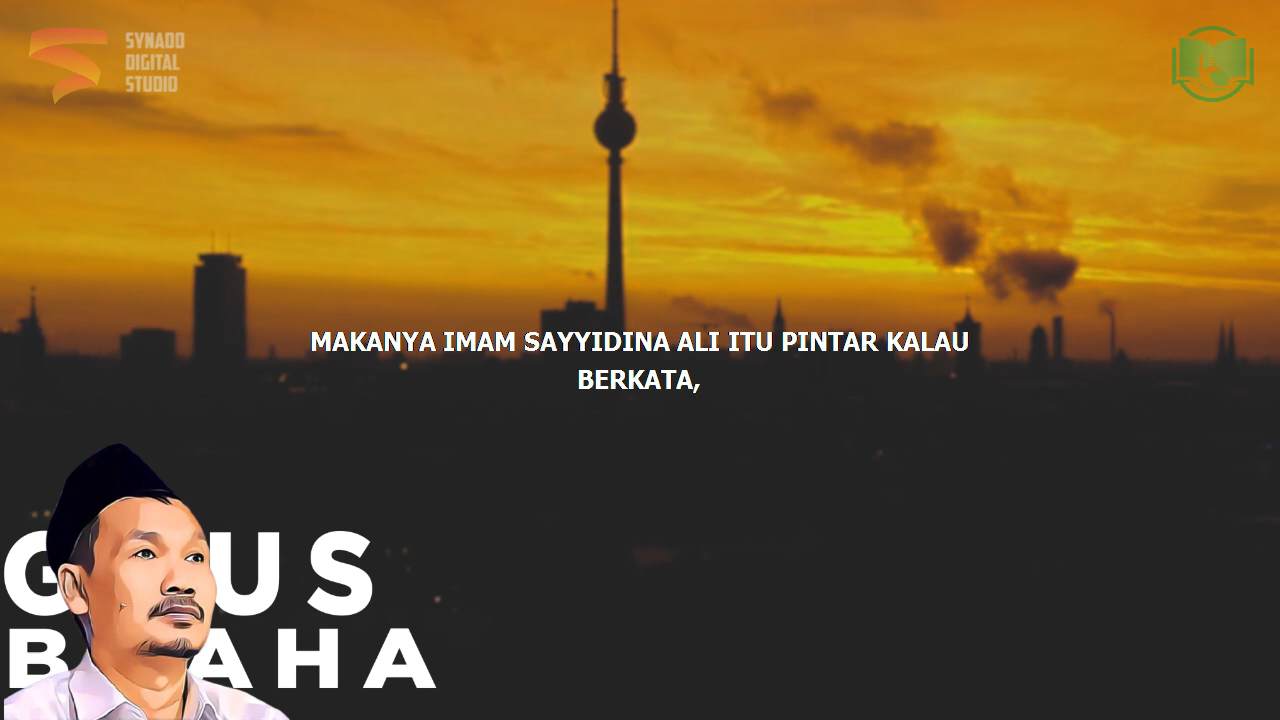 SYNADO
DIGITAL
STUDIO
MAKANYA IMAM SAYYIDINA ALI ITU PINTAR KALAU
BERKATA,
GUS
BAHA